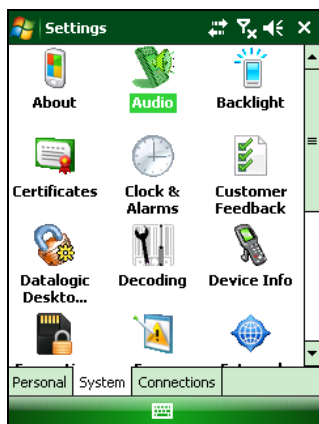 Settings
About Audio Backlight
Certificates Clock & Customer
Alarms Feedback
Datalogic Decoding Device Info
Deskto...
Personal System Connections